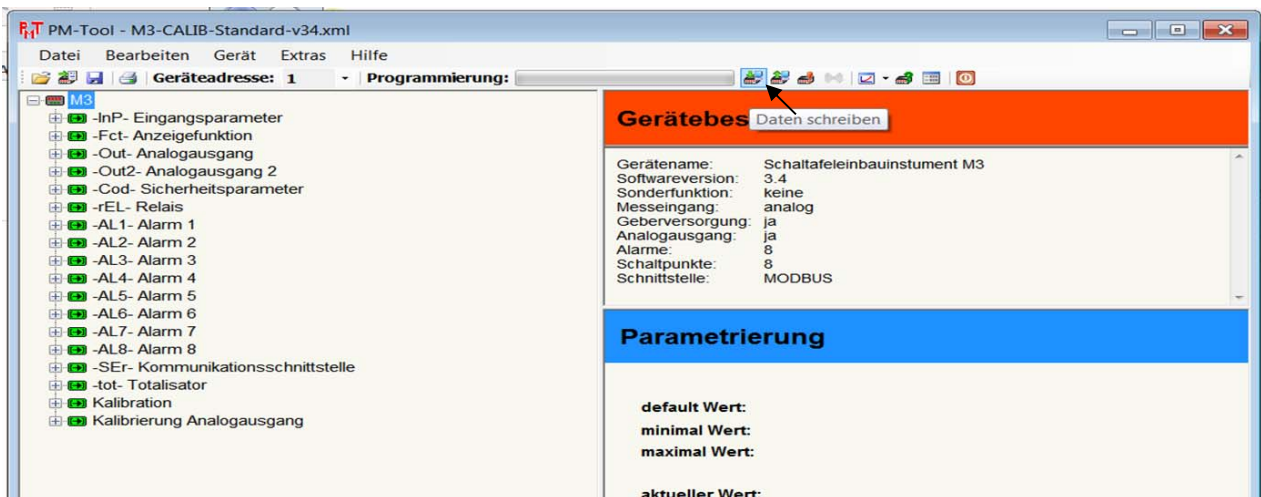 PM-Tool - M3-CALIB-Standard-v34.xml
Datei Bearbeiten Gerät Extras Hilfe
Geräteadresse: 1 Programmierung:
M3
-InP- Eingangsparameter
-Fct- Anzeigefunktion
-Out- Analogausgang
-Out2- Analogausgang 2
-Cod- Sicherheitsparameter
-rEL- Relais
-AL1- Alarm 1
-AL2- Alarm 2
-AL3- Alarm 3
-AL4- Alarm 4
-AL5- Alarm 5
-AL6- Alarm 6
-AL7- Alarm 7
-AL8- Alarm 8
-SEr- Kommunikationsschnittstelle
-tot- Totalisator
Kalibration
Kalibrierung Analogausgang
Gerätebes
Daten schreiben
Gerätename: Schaltafeleinbauinstument M3
Softwareversion: 3.4
Sonderfunktion: keine
Messeingang: analog
Geberversorgung: ja
Analogausgang: ja
Alarme: 8
Schaltpunkte: 8
Schnittstelle: MODBUS
Parametrierung
default Wert:
minimal Wert:
maximal Wert:
aktueller Wert: